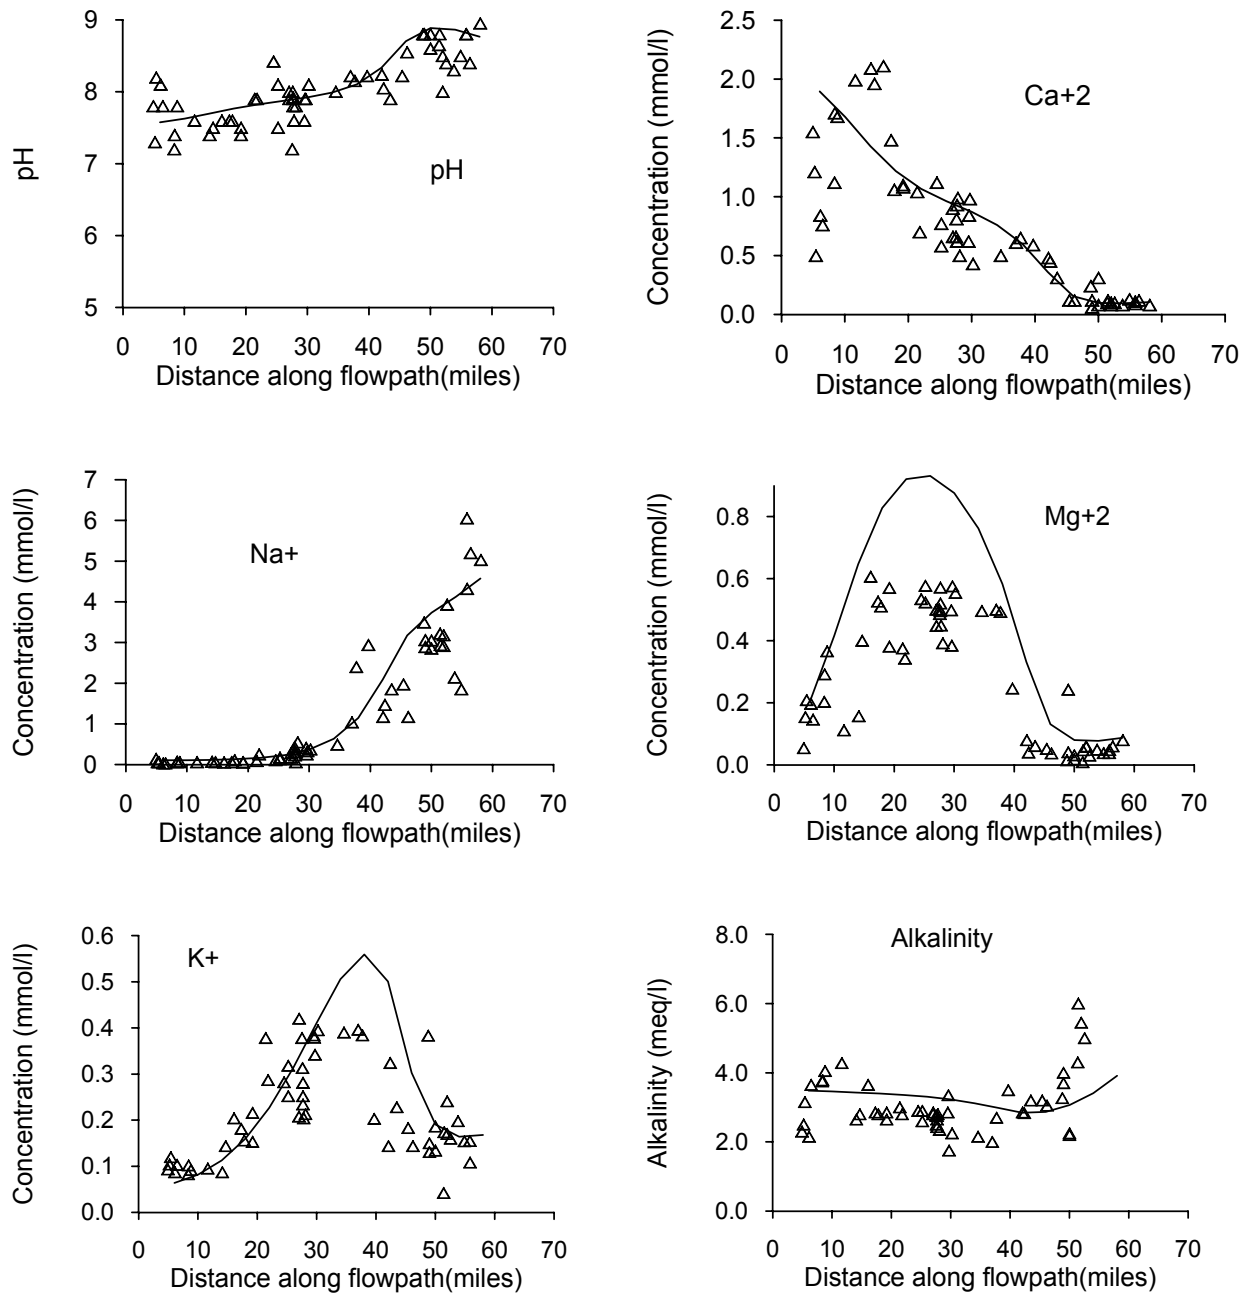 9
8
7
6
5
pH
pH
0 10 20 30 40 50 60 70
Distance along flowpath(miles)
2.5
2.0
1.5
1.0
0.5
0.0
Concentration (mmol/l)
Ca+2
0 10 20 30 40 50 60 70
Distance along flowpath(miles)
7
6
5
4
3
2
1
0
Concentration (mmol/l)
Na+
0 10 20 30 40 50 60 70
Distance along flowpath(miles)
0.8
0.6
0.4
0.2
0.0
Concentration (mmol/l)
Mg+2
0 10 20 30 40 50 60 70
Distance along flowpath(miles)
0.6
0.5
0.4
0.3
0.2
0.1
0.0
Concentration (mmol/l)
K+
0 10 20 30 40 50 60 70
Distance along flowpath(miles)
8.0
6.0
4.0
2.0
0.0
Alkalinity (meq/l)
Alkalinity
0 10 20 30 40 50 60 70
Distance along flowpath(miles)